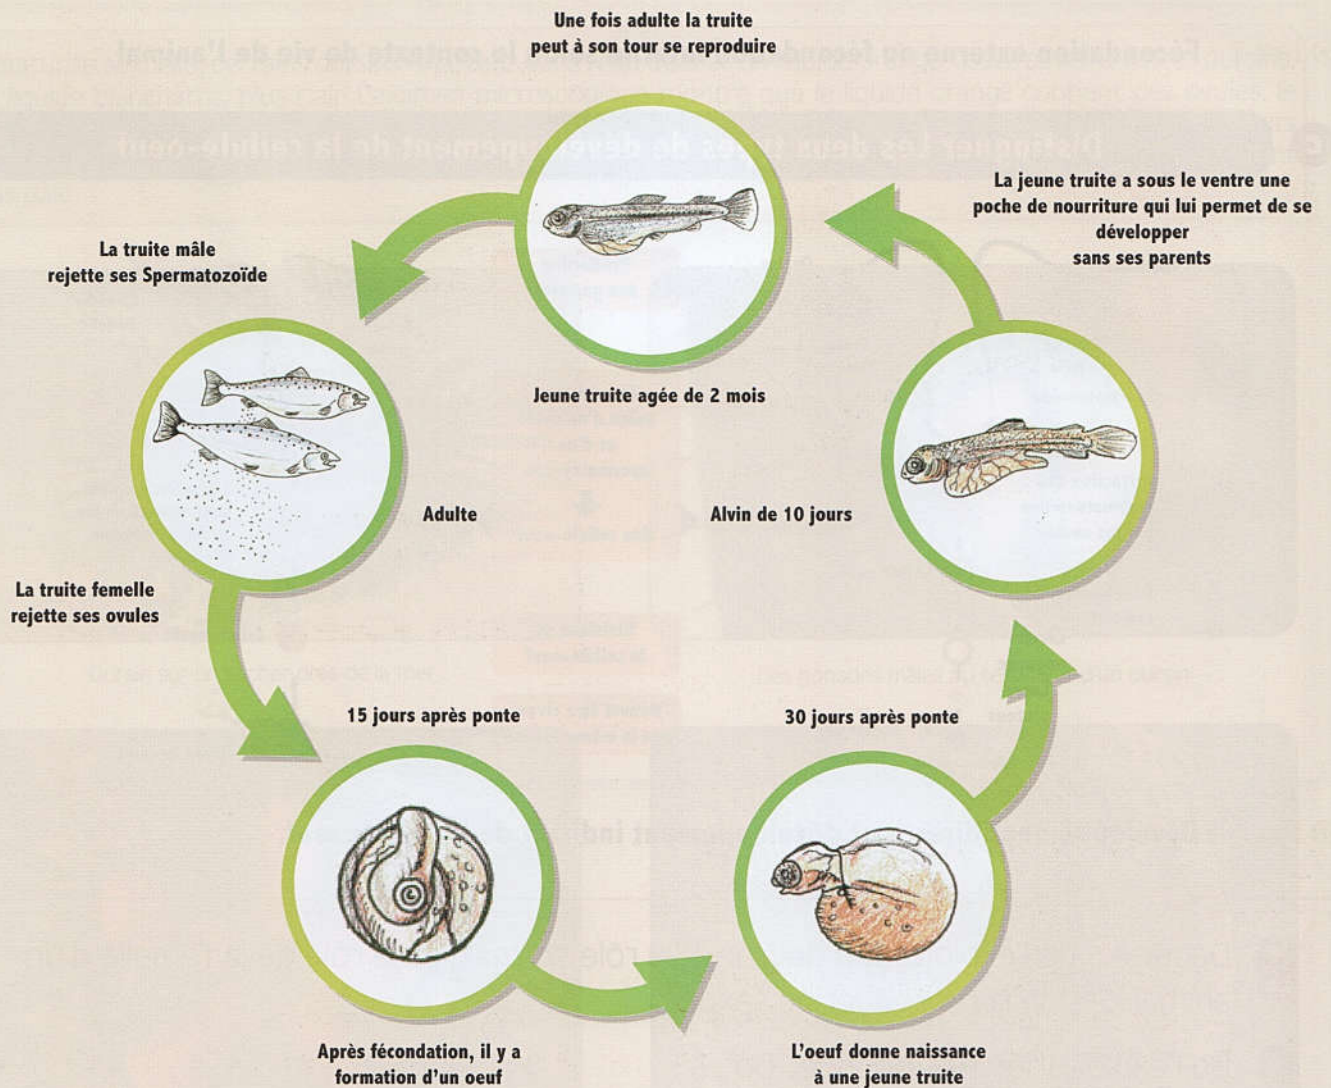 Une fois adulte la truite
peut à son tour se reproduire
La jeune truite a sous le ventre une
poche de nourriture qui lui permet de se
développer
sans ses parents
La truite mâle
rejette ses Spermatozoïde
Jeune truite agée de 2 mois
Adulte
Alvin de 10 jours
La truite femelle
rejette ses ovules
15 jours après ponte
30 jours après ponte
Après fécondation, il y a
formation d'un oeuf
L'oeuf donne naissance
à une jeune truite